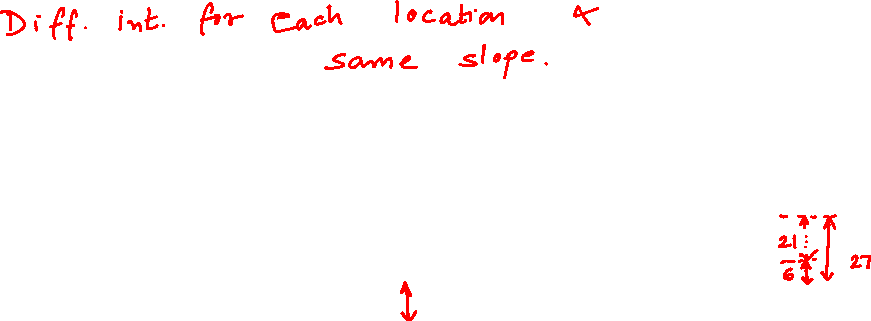 Diff. int. for each location &
same slope.
21
6 27